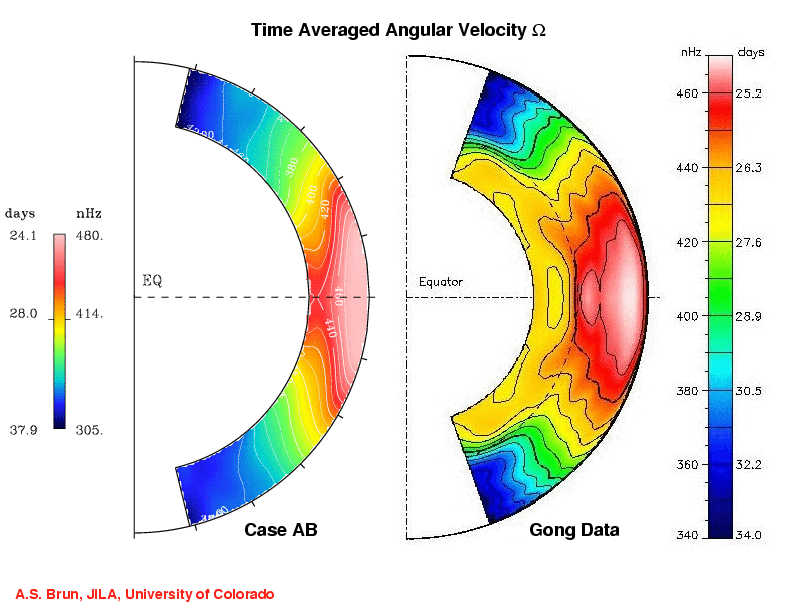 Time Averaged Angular Velocity Ω
days nHz
24.1 480.
28.0 414.
37.9 305.
EQ
380
400
420
460
440
Case AB
Equator
Gong Data
nHz days
460 25.2
440 26.3
420 27.6
400 28.9
380 30.5
360 32.2
340 34.0
A.S. Brun, JILA, University of Colorado